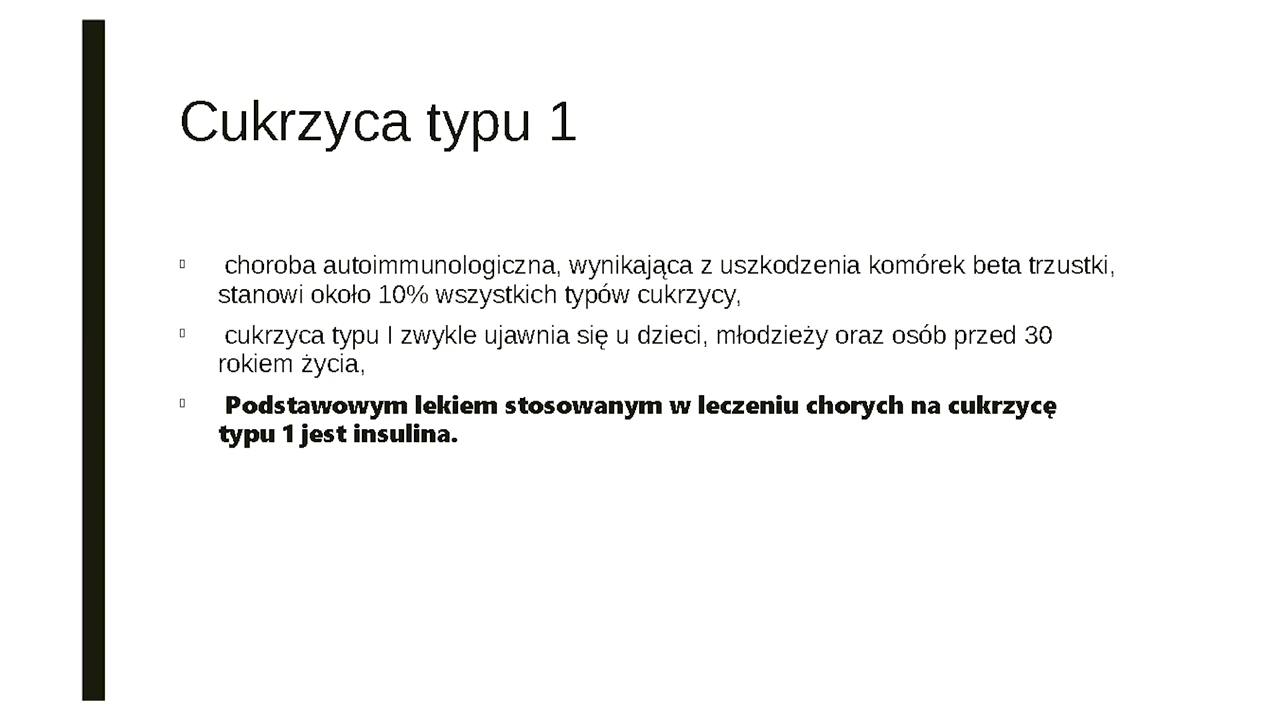 Cukrzyca typu 1
choroba autoimmunologiczna, wynikająca z uszkodzenia komórek beta trzustki,
stanowi około 10% wszystkich typów cukrzycy,
cukrzyca typu I zwykle ujawnia się u dzieci, młodzieży oraz osób przed 30
rokiem życia,
Podstawowym lekiem stosowanym w leczeniu chorych na cukrzycę
typu 1 jest insulina.